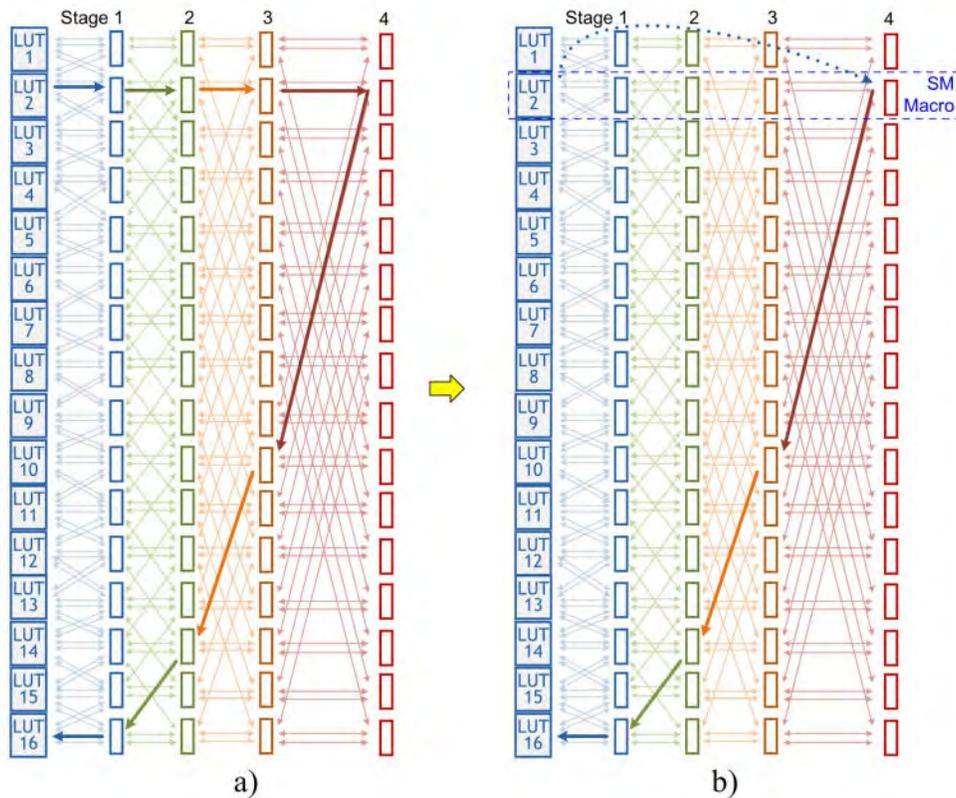 Stage 1 2 3 4
LUT
1
LUT
2
LUT
3
LUT
4
LUT
5
LUT
6
LUT
7
LUT
8
LUT
9
LUT
10
LUT
11
LUT
12
LUT
13
LUT
14
LUT
15
LUT
16
a)
Stage 1 2 3 4
LUT
1
LUT
2
SM
Macro
LUT
3
LUT
4
LUT
5
LUT
6
LUT
7
LUT
8
LUT
9
LUT
10
LUT
11
LUT
12
LUT
13
LUT
14
LUT
15
LUT
16
b)